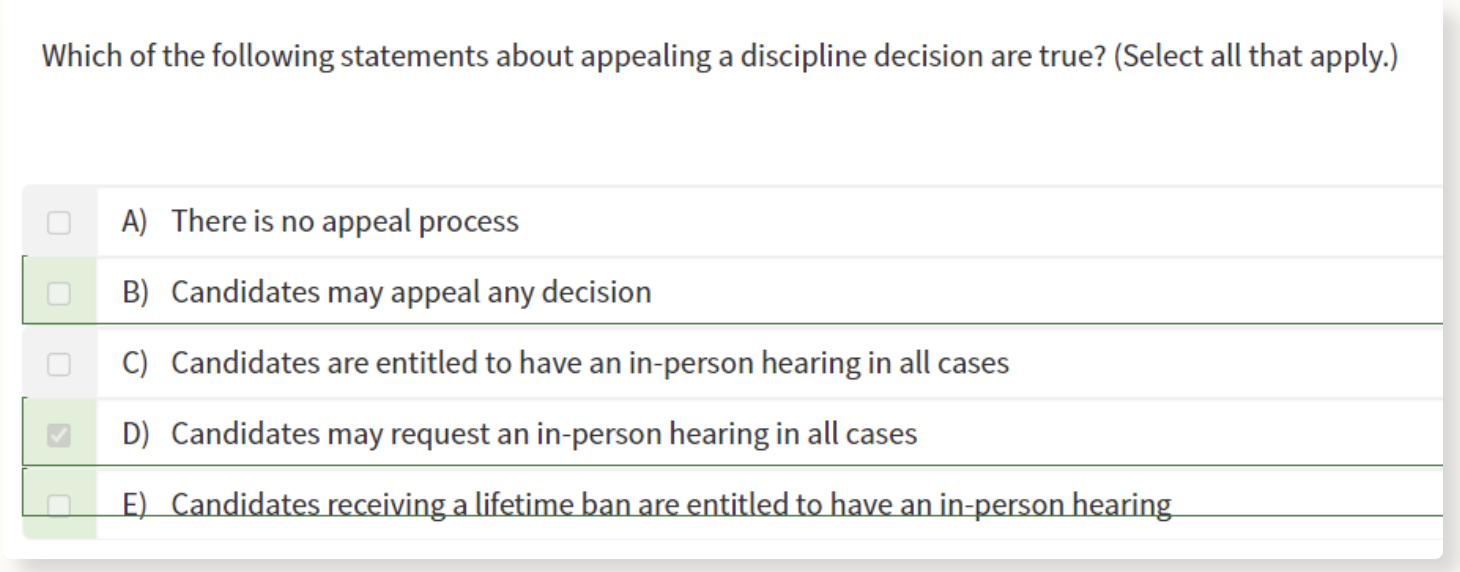 Which of the following statements about appealing a discipline decision are true? (Select all that apply.)
A) There is no appeal process
B) Candidates may appeal any decision
C) Candidates are entitled to have an in-person hearing in all cases
D) Candidates may request an in-person hearing in all cases
E) Candidates receiving a lifetime ban are entitled to have an in-person hearing